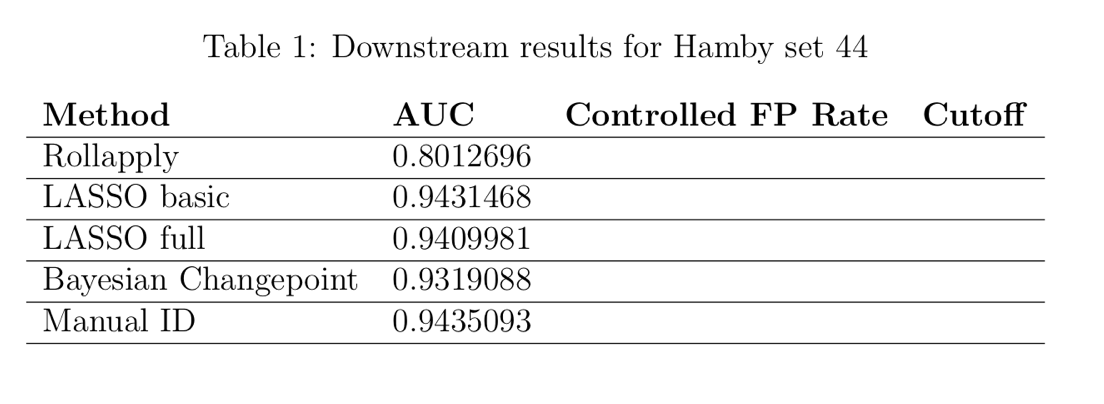 Table 1: Downstream results for Hamby set 44
Method AUC Controlled FP Rate Cutoff
Rollapply 0.8012696
LASSO basic 0.9431468
LASSO full 0.9409981
Bayesian Changepoint 0.9319088
Manual ID 0.9435093